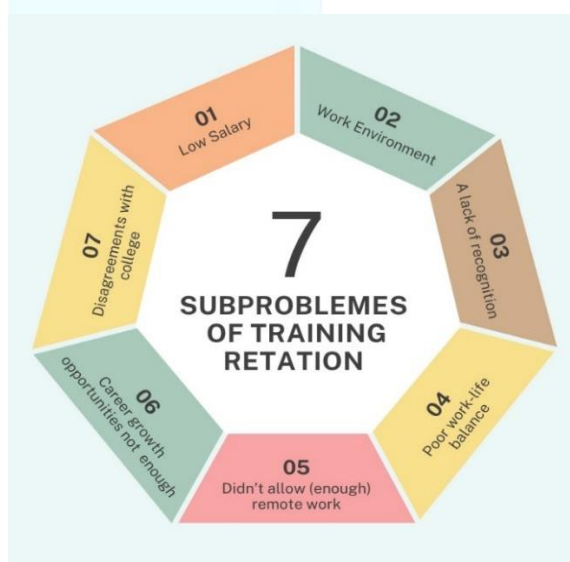 7
SUBPROBLEMES
OF TRAINING
RETATION
01
Low Salary
02
Work Environment
03
A lack of recognition
04
Poor work-life
balance
05
Didn't allow (enough)
remote work
06
Career growth
opportunities not enough
07
Disagreements with
college